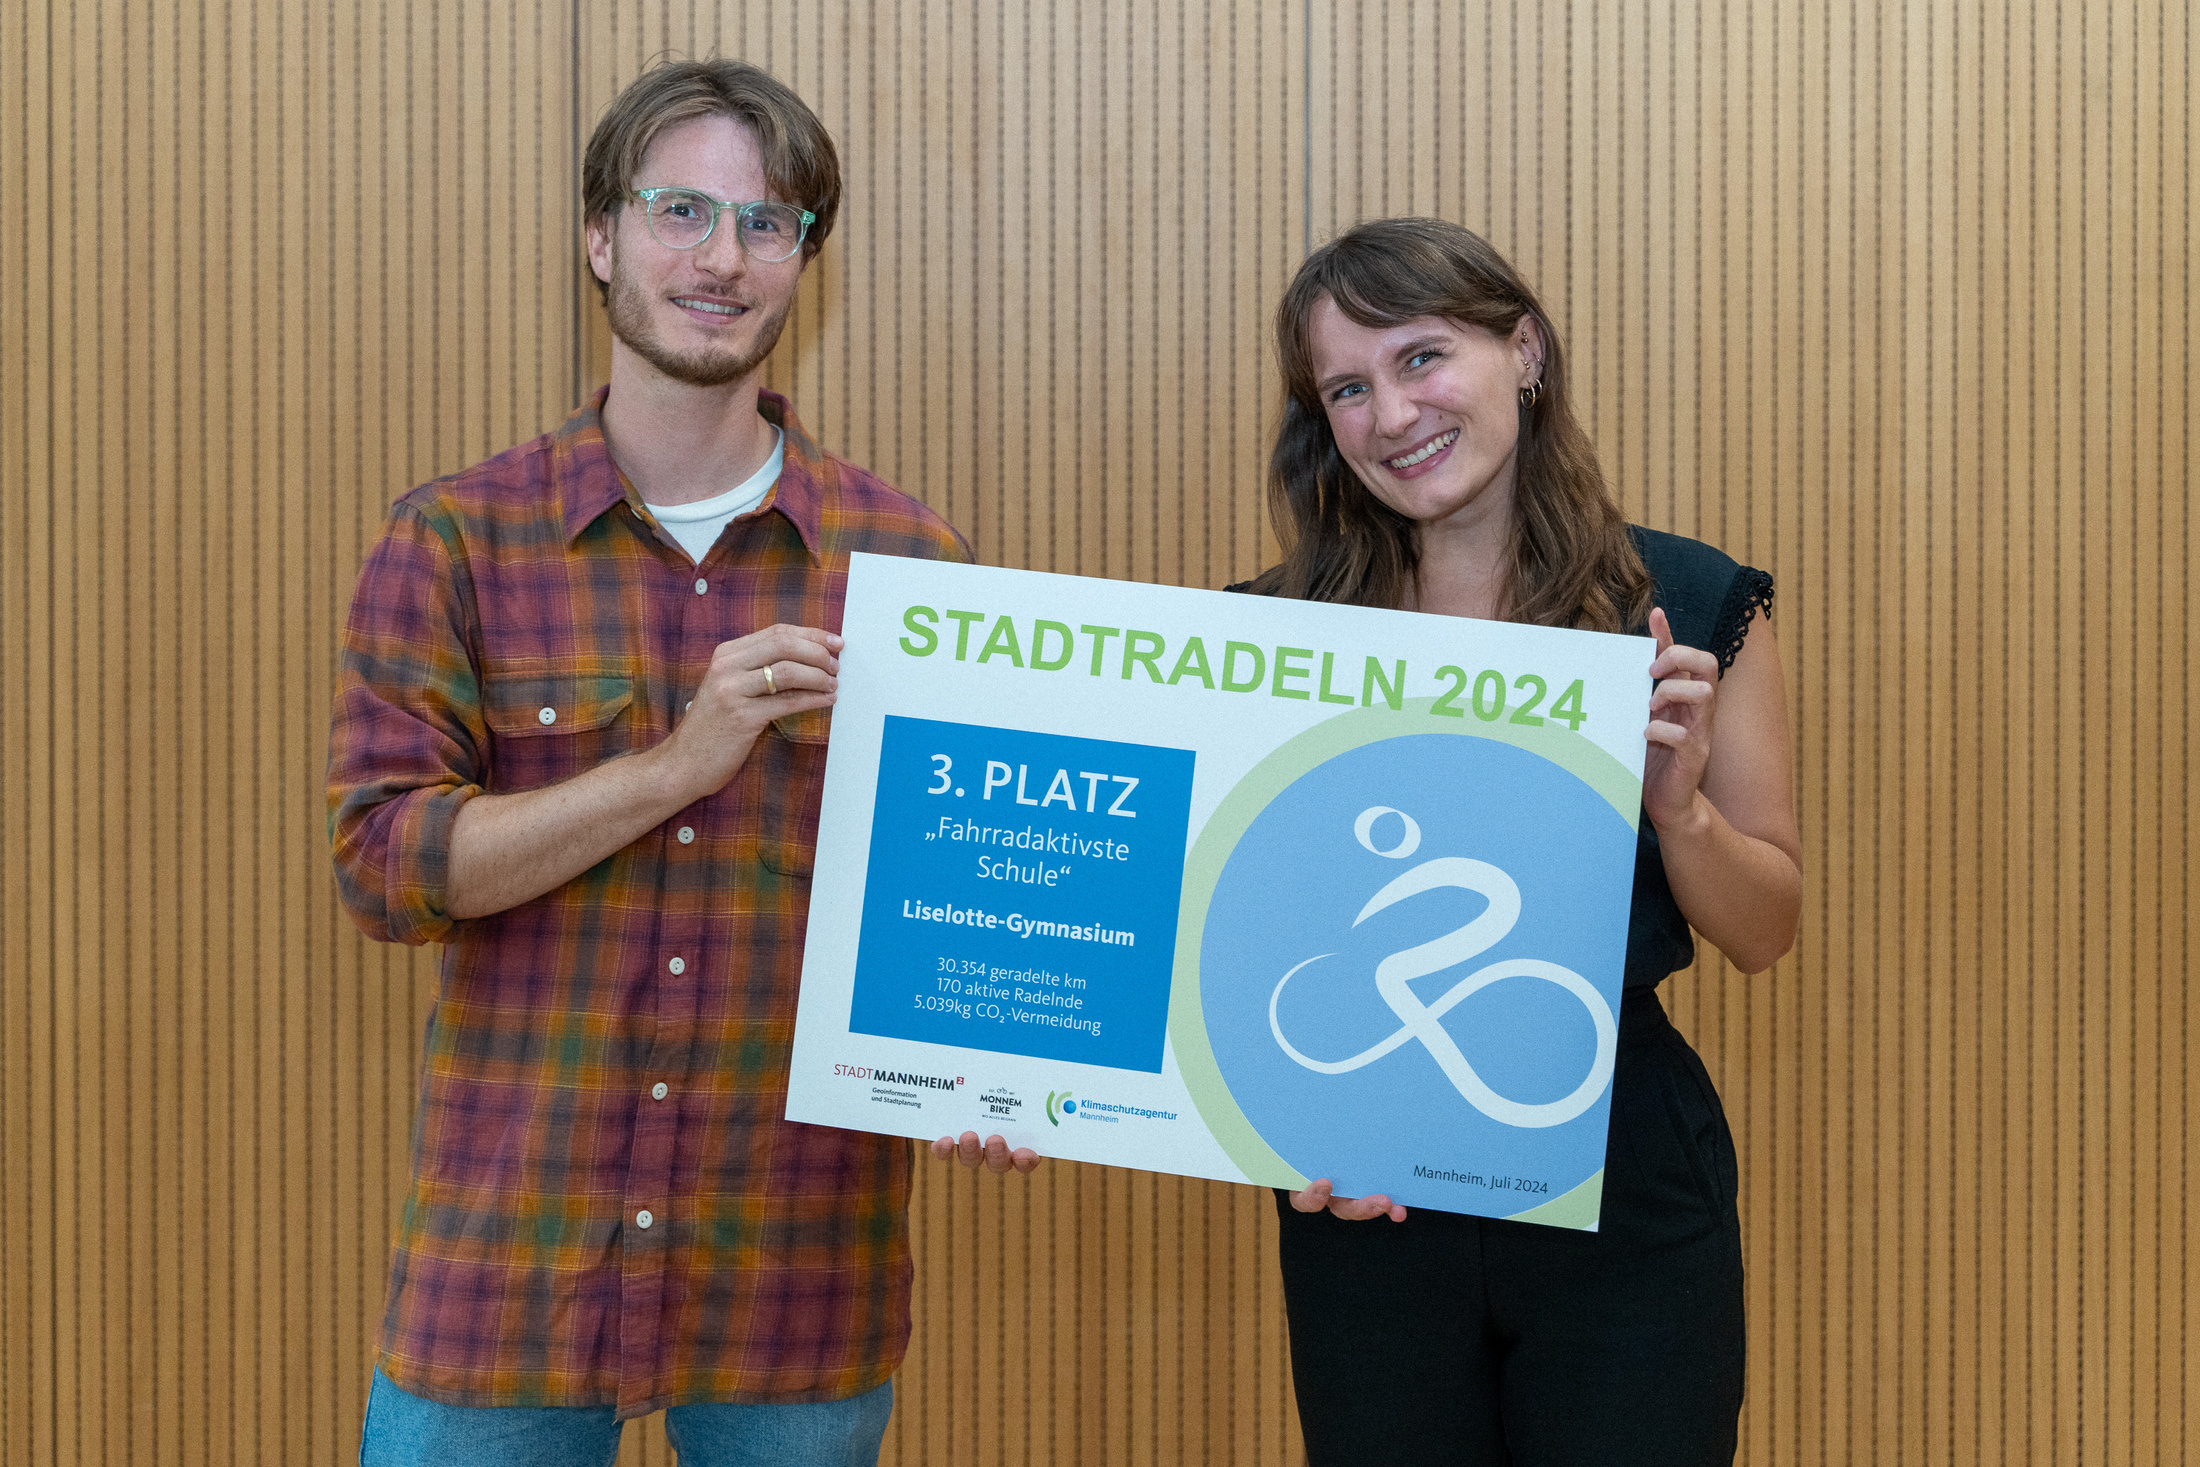 STADTRADELN 2024
3. PLATZ
„Fahrradaktivste
Schule“
Liselotte-Gymnasium
30.354 geradelte km
170 aktive Radelnde
5.039kg CO₂-Vermeidung
STADTMANNHEIM²
Geoinformation
und Stadtplanung
MONNEM
BIKE
Klimaschutzagentur
Mannheim
Mannheim, Juli 2024